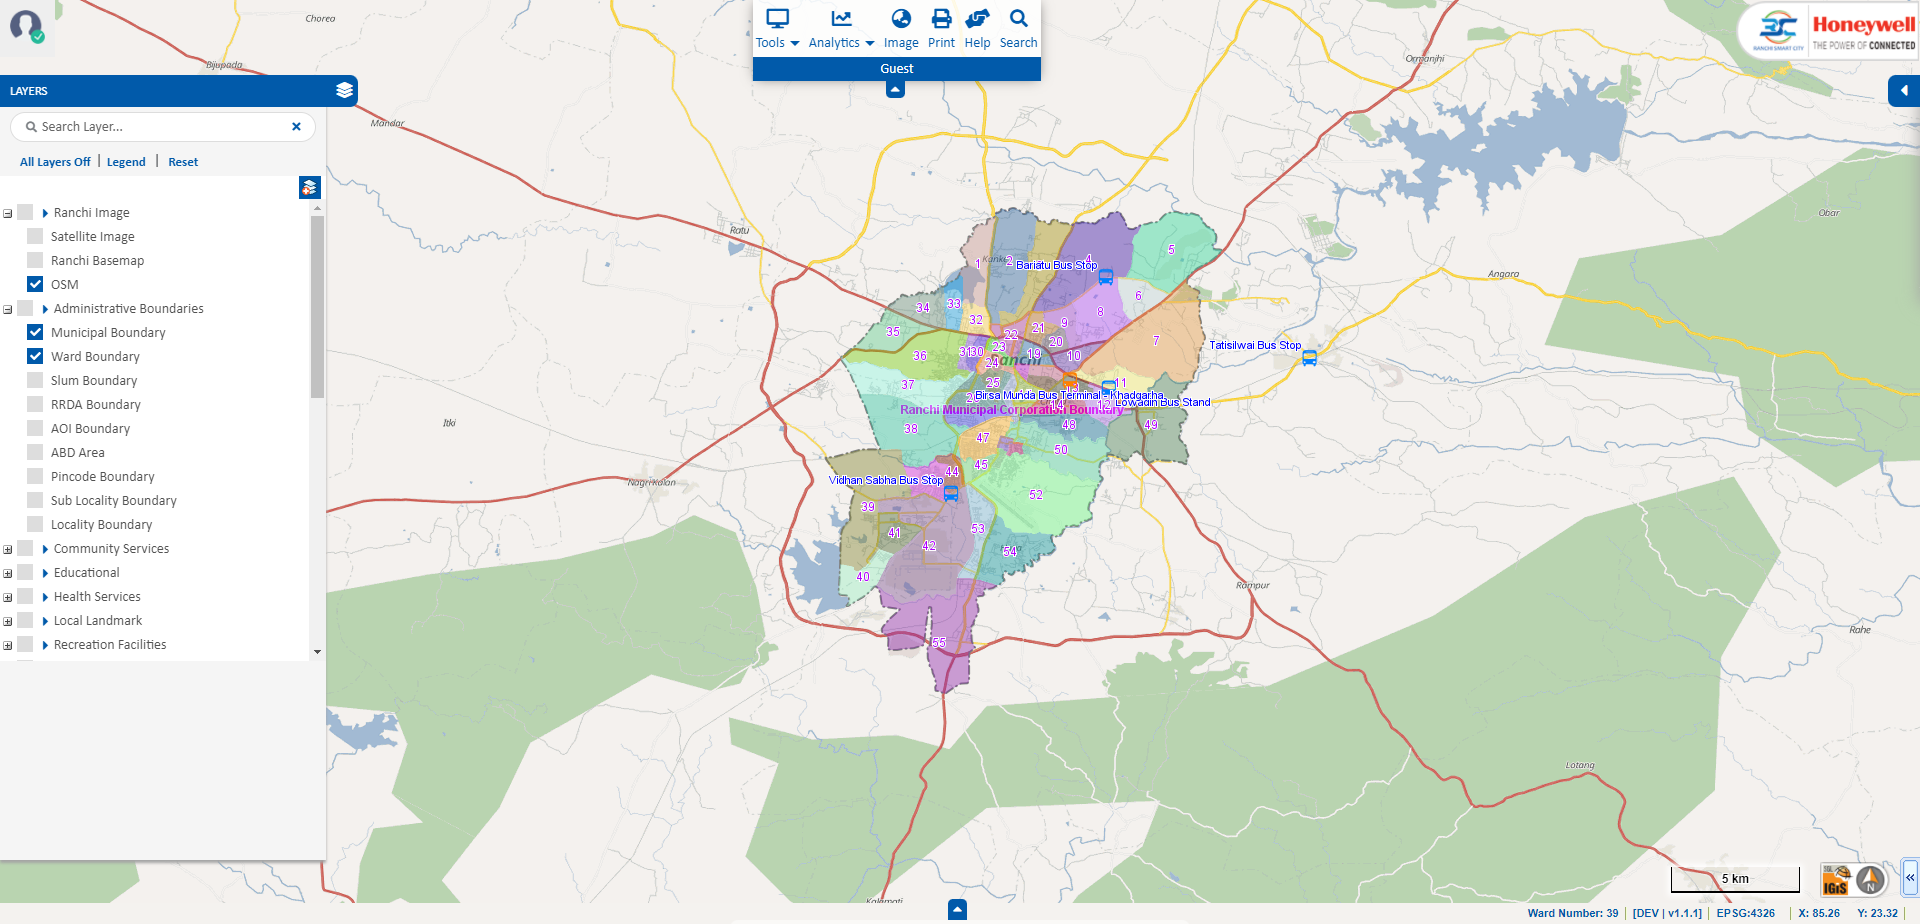 Tools
Analytics
Image
Print
Help
Search
Guest
RANCHI SMART CITY
Honeywell
THE POWER OF CONNECTED
LAYERS
Search Layer...
All Layers Off
Legend
Reset
Ranchi Image
Satellite Image
Ranchi Basemap
OSM
Administrative Boundaries
Municipal Boundary
Ward Boundary
Slum Boundary
RRDA Boundary
AOI Boundary
ABD Area
Pincode Boundary
Sub Locality Boundary
Locality Boundary
Community Services
Educational
Health Services
Local Landmark
Recreation Facilities
Chorea
Bijupada
Mandar
Ormanjhi
Ratu
Obar
Angara
Itki
Nagri Kalan
Rampur
Rahe
Lotang
Kalamati
1
2
4
5
Bariatu Bus Stop
6
33
34
32
8
9
35
22
21
7
20
36
31
30
23
19
10
Tatisilwai Bus Stop
24
37
25
11
Birsa Munda Bus Terminal - Khadgarha
Lowadih Bus Stand
Ranchi Municipal Corporation Boundary
14
12
38
48
49
47
50
45
44
Vidhan Sabha Bus Stop
52
39
53
41
42
54
40
55
5 km
IGiS
N
Ward Number: 39
[DEV | v1.1.1]
EPSG:4326
X: 85.26
Y: 23.32